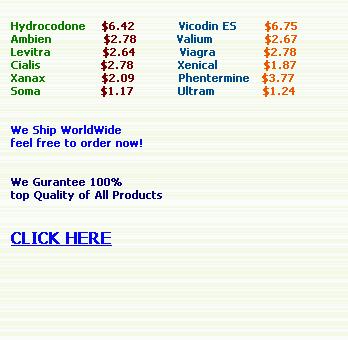 Hydrocodone $6.42 Vicodin ES $6.75
Ambien $2.78 Valium $2.67
Levitra $2.64 Viagra $2.78
Cialis $2.78 Xenical $1.87
Xanax $2.09 Phentermine $3.77
Soma $1.17 Ultram $1.24
We Ship WorldWide
feel free to order now!
We Gurantee 100%
top Quality of All Products
CLICK HERE